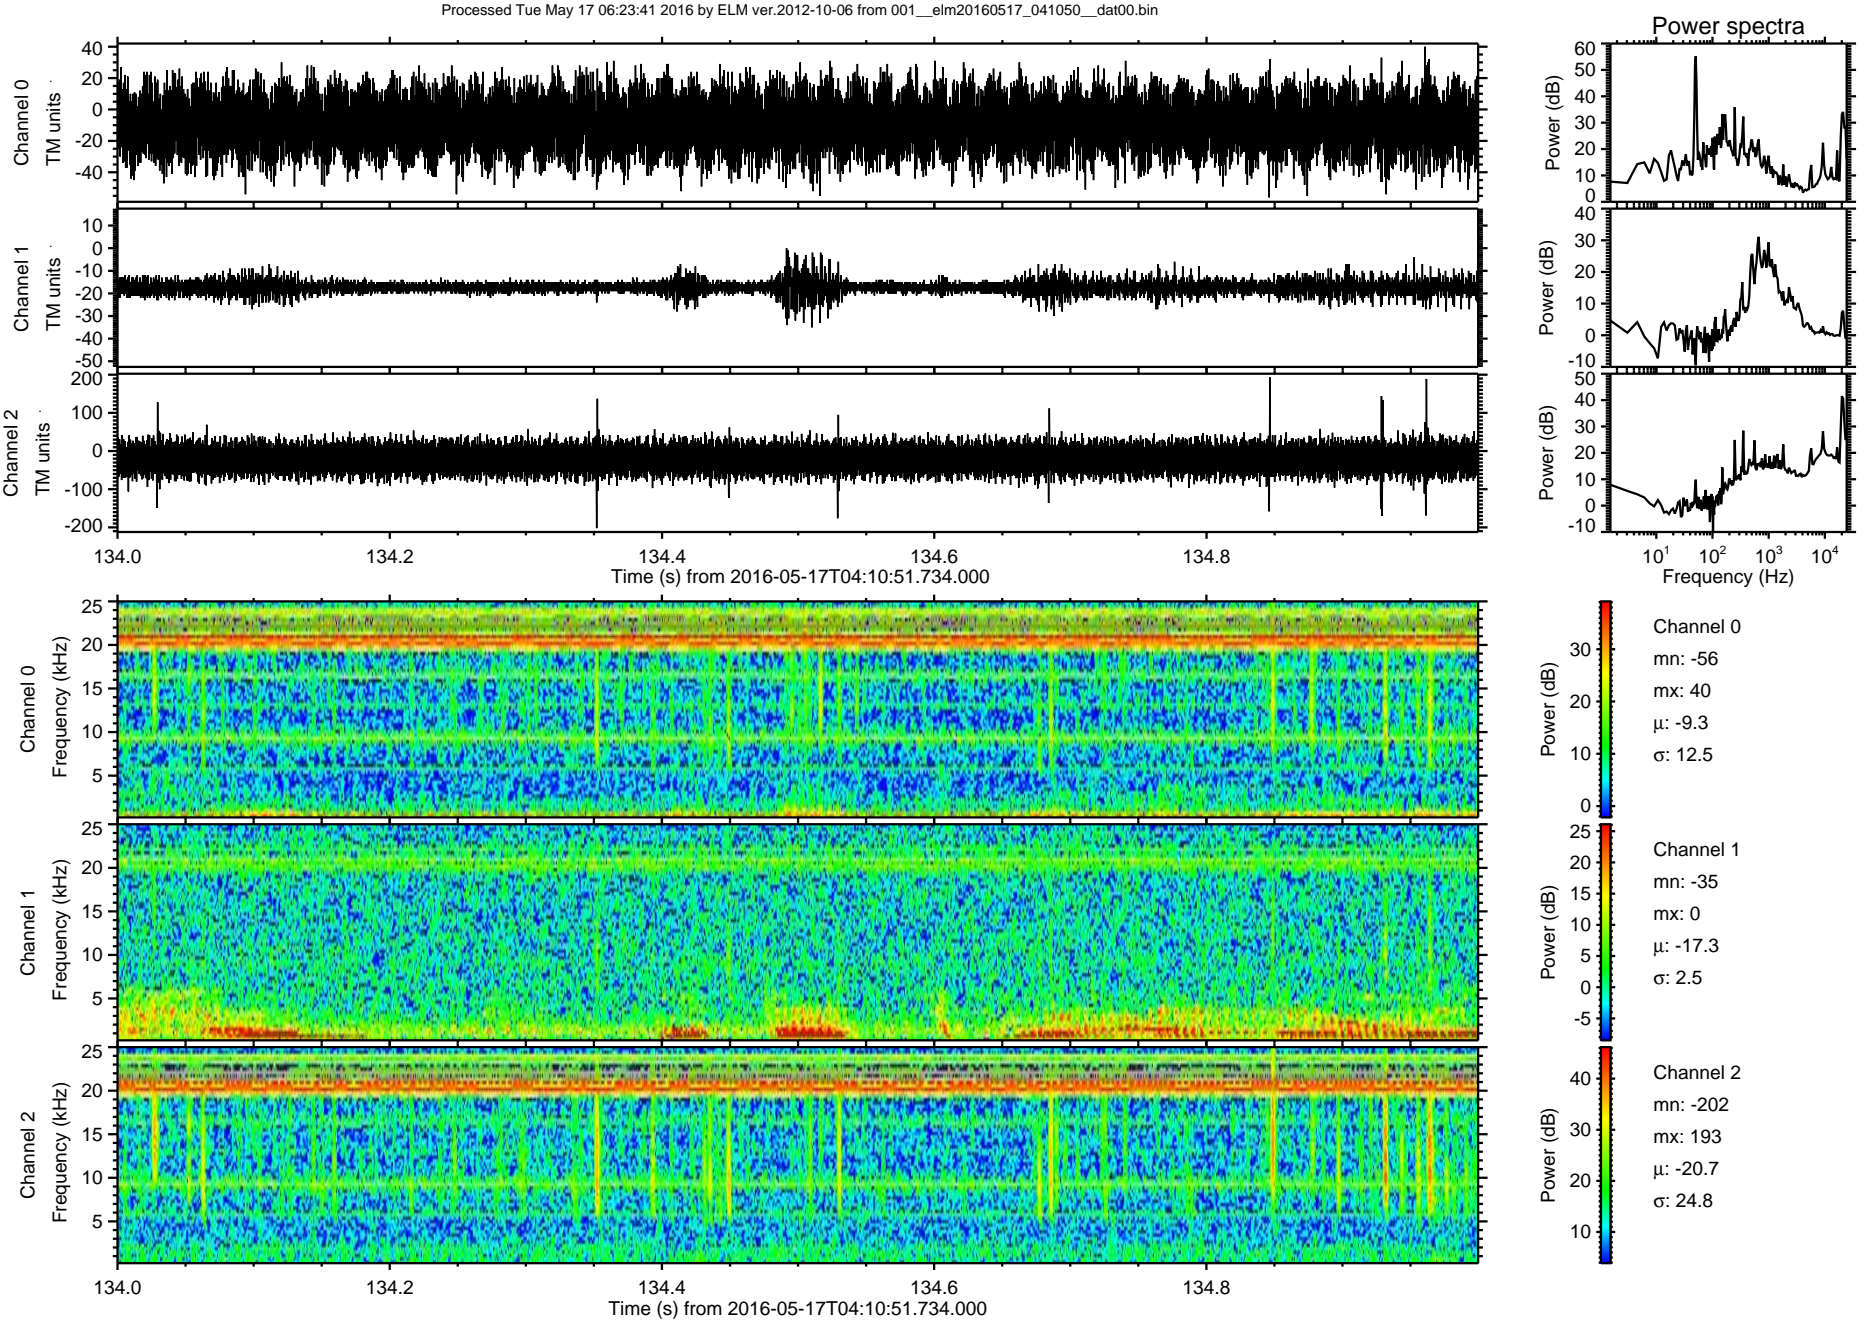 Processed Tue May 17 06:23:41 2016 by ELM ver.2012-10-06 from 001__elm20160517_041050__dat00.bin
Power spectra
Channel 0
TM units
40
20
0
-20
-40
Power (dB)
60
50
40
30
20
10
0
Channel 1
TM units
10
0
-10
-20
-30
-40
-50
Power (dB)
40
30
20
10
0
-10
Channel 2
TM units
200
100
0
-100
-200
Power (dB)
50
40
30
20
10
0
-10
134.0 134.2 134.4 134.6 134.8
Time (s) from 2016-05-17T04:10:51.734.000
10¹ 10² 10³ 10⁴
Frequency (Hz)
Channel 0
Frequency (kHz)
25
20
15
10
5
Power (dB)
30
20
10
0
Channel 0
mn: -56
mx: 40
μ: -9.3
σ: 12.5
Channel 1
Frequency (kHz)
25
20
15
10
5
Power (dB)
25
20
15
10
5
0
-5
Channel 1
mn: -35
mx: 0
μ: -17.3
σ: 2.5
Channel 2
Frequency (kHz)
25
20
15
10
5
Power (dB)
40
30
20
10
Channel 2
mn: -202
mx: 193
μ: -20.7
σ: 24.8
134.0 134.2 134.4 134.6 134.8
Time (s) from 2016-05-17T04:10:51.734.000